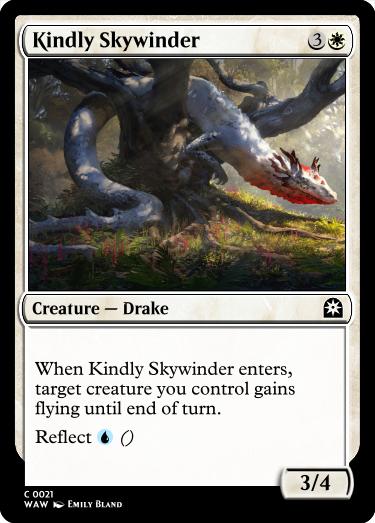 Kindly Skywinder 3
Creature — Drake
When Kindly Skywinder enters,
target creature you control gains
flying until end of turn.
Reflect ()
3/4
C 0021
WAW Emily Bland